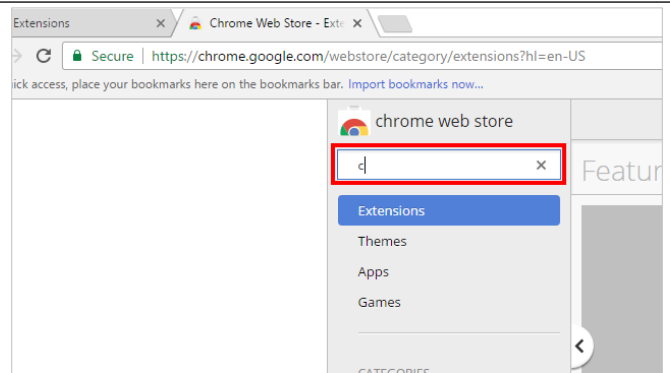 Extensions
Chrome Web Store - Ext
Secure | https://chrome.google.com/webstore/category/extensions?hl=en-US
ick access, place your bookmarks here on the bookmarks bar. Import bookmarks now...
chrome web store
c
Featur
Extensions
Themes
Apps
Games
CATEGORIES